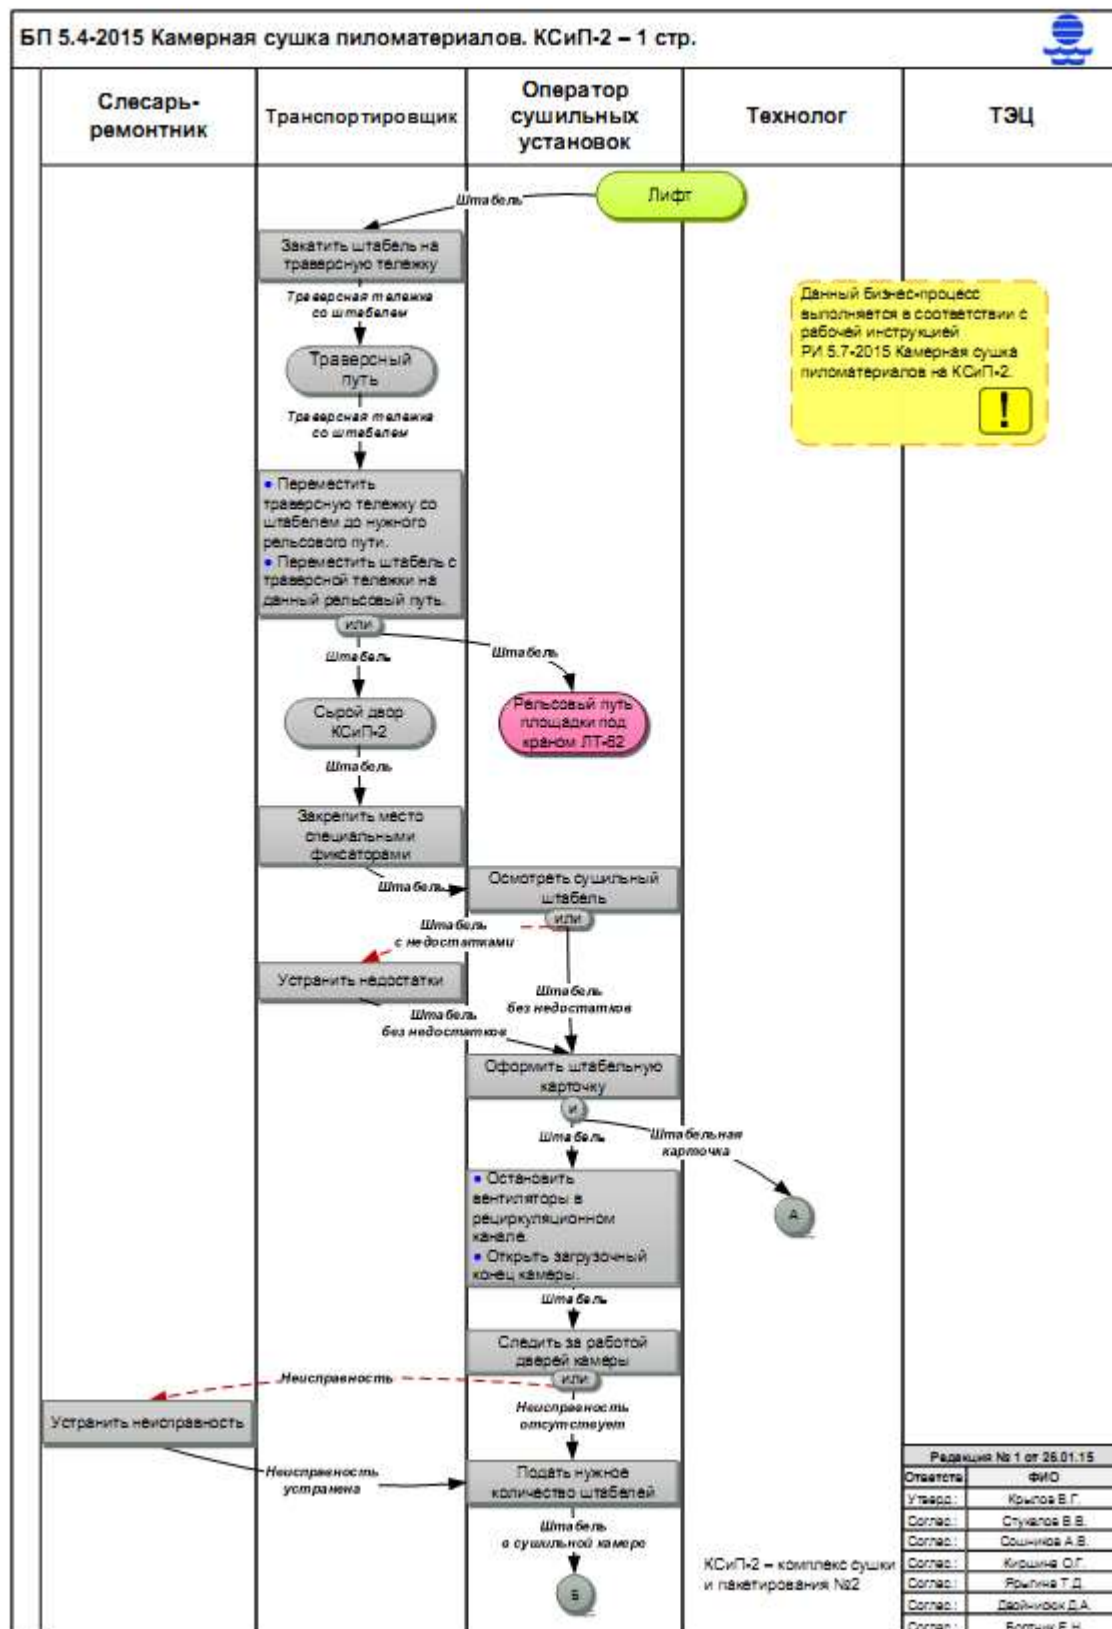 БП 5.4-2015 Камерная сушка пиломатериалов. КСиП-2 – 1 стр.
Слесарь-
ремонтник
Транспортировщик
Оператор
сушильных
установок
Технолог
ТЭЦ
Лифт
Штабель
Закатить штабель на
траверсную тележку
Траверсная тележка
со штабелем
Данный бизнес-процесс
выполняется в соответствии с
рабочей инструкцией
РИ 5.7-2015 Камерная сушка
пиломатериалов на КСиП-2.
!
Траверсный
путь
Траверсная тележка
со штабелем
• Переместить
траверсную тележку со
штабелем до нужного
рельсового пути.
• Переместить штабель с
траверсной тележки на
данный рельсовый путь.
или
Штабель
Штабель
Сырой двор
КСиП-2
Рельсовый путь
площадки под
краном ЛТ-62
Штабель
Закрепить место
специальными
фиксаторами
Штабель
Осмотреть сушильный
штабель
или
Штабель
с недостатками
Устранить недостатки
Штабель
без недостатков
Штабель
без недостатков
Оформить штабельную
карточку
и
Штабель
Штабельная
карточка
• Остановить
вентиляторы в
рециркуляционном
канале.
• Открыть загрузочный
конец камеры.
А
Штабель
Следить за работой
дверей камеры
или
Неисправность
Неисправность
отсутствует
Устранить неисправность
Неисправность
устранена
Подать нужное
количество штабелей
Штабель
в сушильной камере
Б
КСиП-2 – комплекс сушки
и пакетирования №2
Редакция № 1 от 26.01.15
Ответств ФИО
Утверд.: Крылов В.Г.
Соглас.: Стукалов В.В.
Соглас.: Сошников А.В.
Соглас.: Киршина О.Г.
Соглас.: Ярыгина Т.Д.
Соглас.: Двойнисюк Д.А.
Соглас.: Бортник Е.Н.